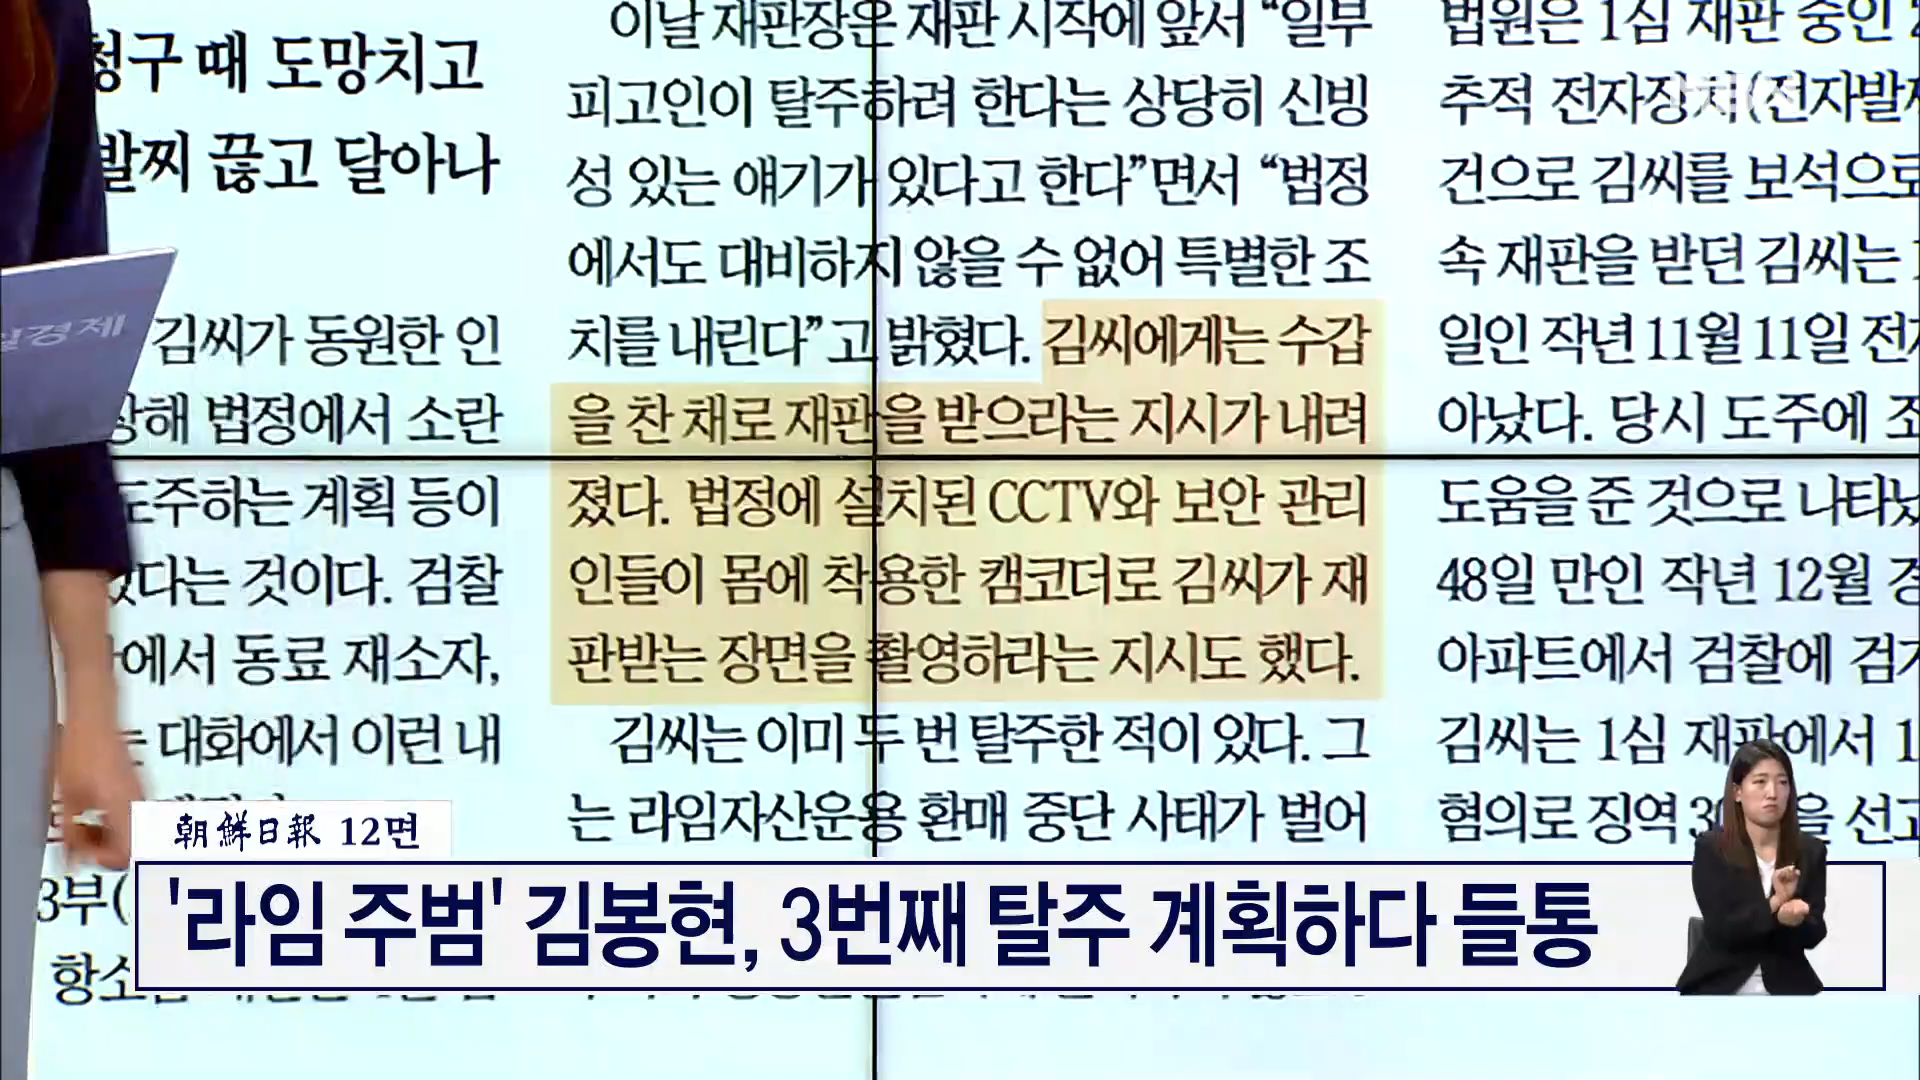 청구 때 도망치고
발찌 끊고 달아나
김씨가 동원한 인
법정에서 소란
도주하는 계획 등이
다는 것이다. 검찰
에서 동료 재소자,
대화에서 이런 내
3부(
이날 재판장은 재판 시작에 앞서 “일부
피고인이 탈주하려 한다는 상당히 신빙
성 있는 얘기가 있다고 한다”면서 “법정
에서도 대비하지 않을 수 없어 특별한 조
치를 내린다”고 밝혔다. 김씨에게는 수갑
을 찬 채로 재판을 받으라는 지시가 내려
졌다. 법정에 설치된 CCTV와 보안 관리
인들이 몸에 착용한 캠코더로 김씨가 재
판받는 장면을 촬영하라는 지시도 했다.
김씨는 이미 두 번 탈주한 적이 있다. 그
는 라임자산운용 환매 중단 사태가 벌어
법원은 1심 재판 중인
추적 전자장치(전자발찌
건으로 김씨를 보석으로
속 재판을 받던 김씨는
일인 작년 11월 11일 전자
아났다. 당시 도주에
도움을 준 것으로 나타났
48일 만인 작년 12월 경
아파트에서 검찰에 검거
김씨는 1심 재판에서 1
혐의로 징역 30 을 선고
朝鮮日報 12면
'라임 주범' 김봉현, 3번째 탈주 계획하다 들통